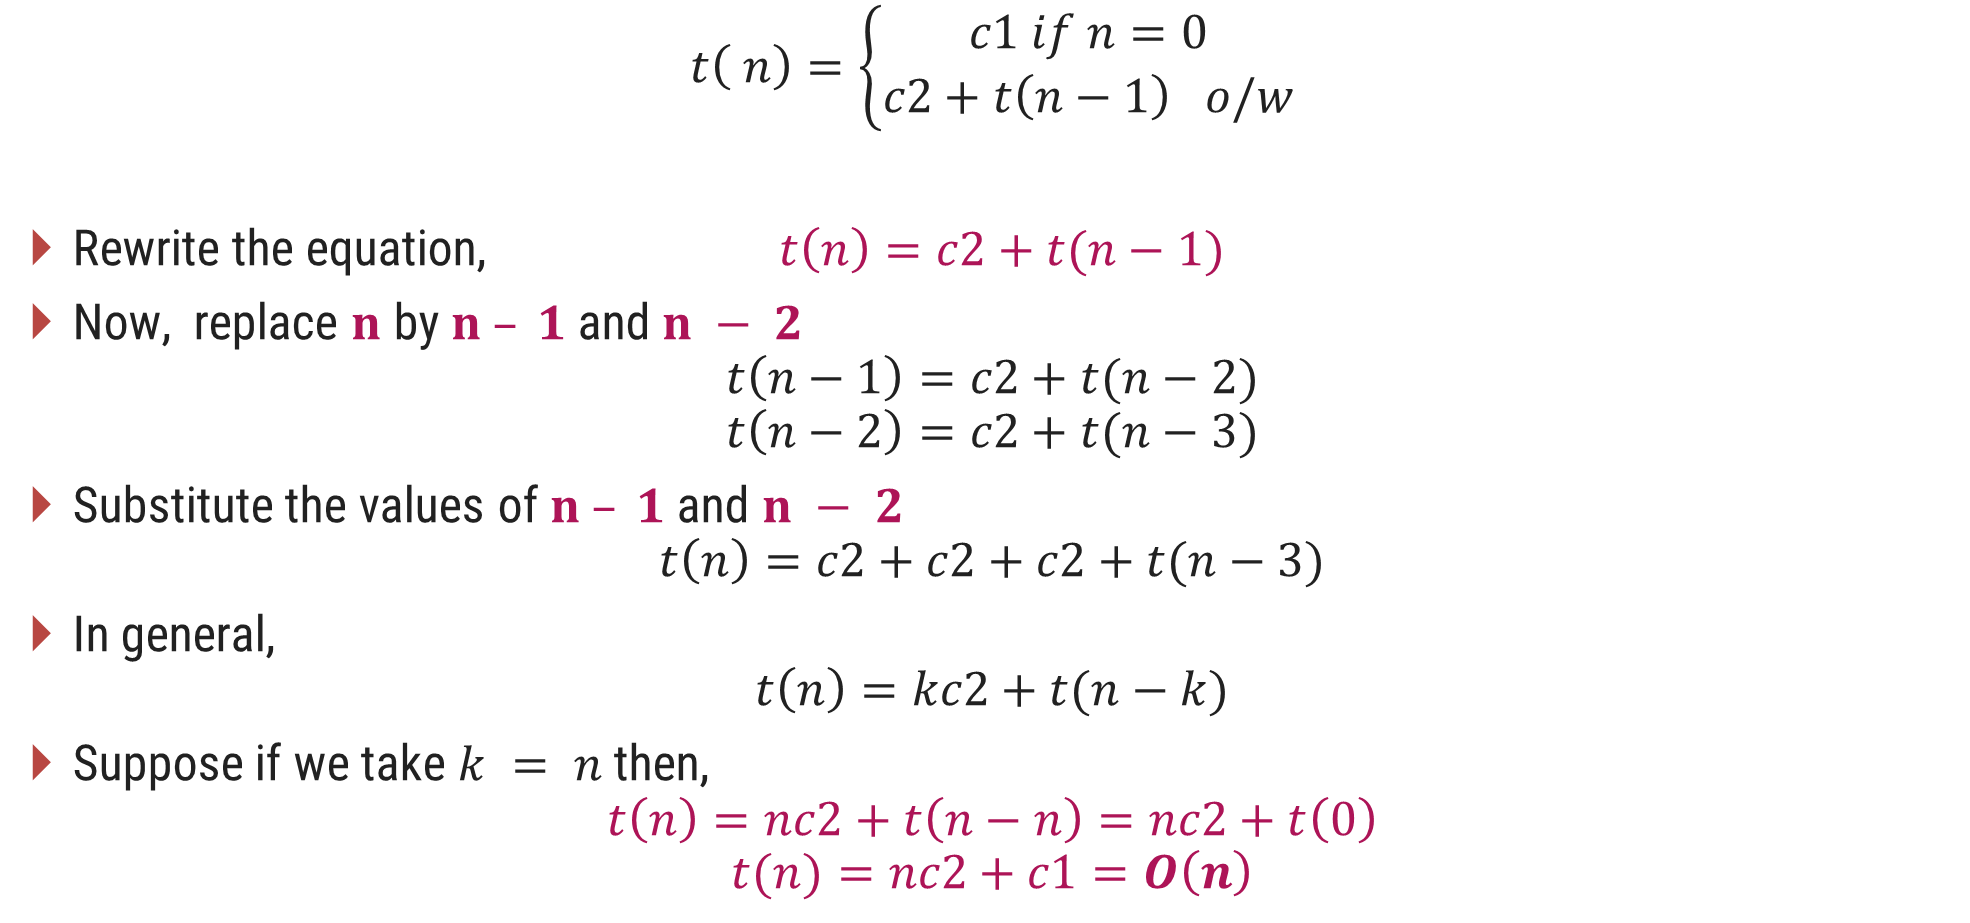 t( n) = { c1 if n = 0
c2 + t(n − 1) o/w
Rewrite the equation, t(n) = c2 + t(n − 1)
Now, replace n by n – 1 and n − 2
t(n − 1) = c2 + t(n − 2)
t(n − 2) = c2 + t(n − 3)
Substitute the values of n – 1 and n − 2
t(n) = c2 + c2 + c2 + t(n − 3)
In general,
t(n) = kc2 + t(n − k)
Suppose if we take k = n then,
t(n) = nc2 + t(n − n) = nc2 + t(0)
t(n) = nc2 + c1 = O(n)